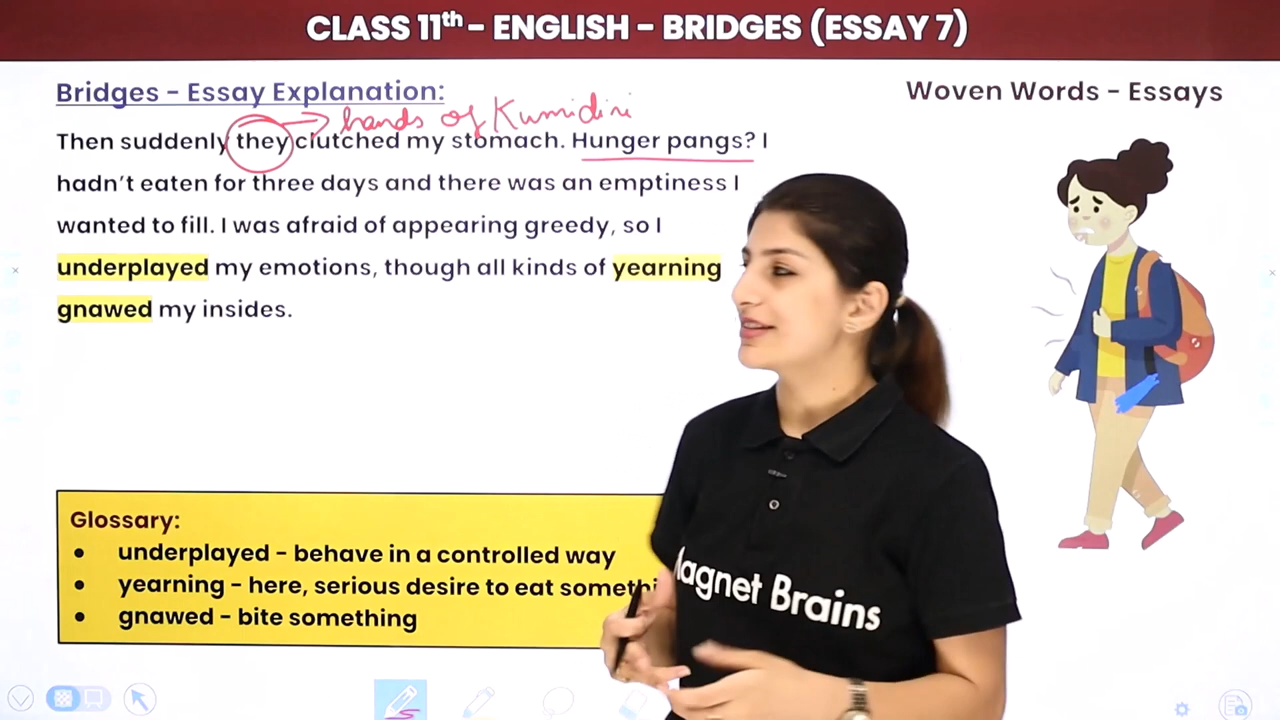 CLASS 11th - ENGLISH - BRIDGES (ESSAY 7)
Bridges - Essay Explanation:
Woven Words - Essays
hands of Kumidini
Then suddenly they clutched my stomach. Hunger pangs? I
hadn't eaten for three days and there was an emptiness I
wanted to fill. I was afraid of appearing greedy, so I
underplayed my emotions, though all kinds of yearning
gnawed my insides.
Glossary:
● underplayed - behave in a controlled way
● yearning - here, serious desire to eat somethi
● gnawed - bite something
Magnet Brains